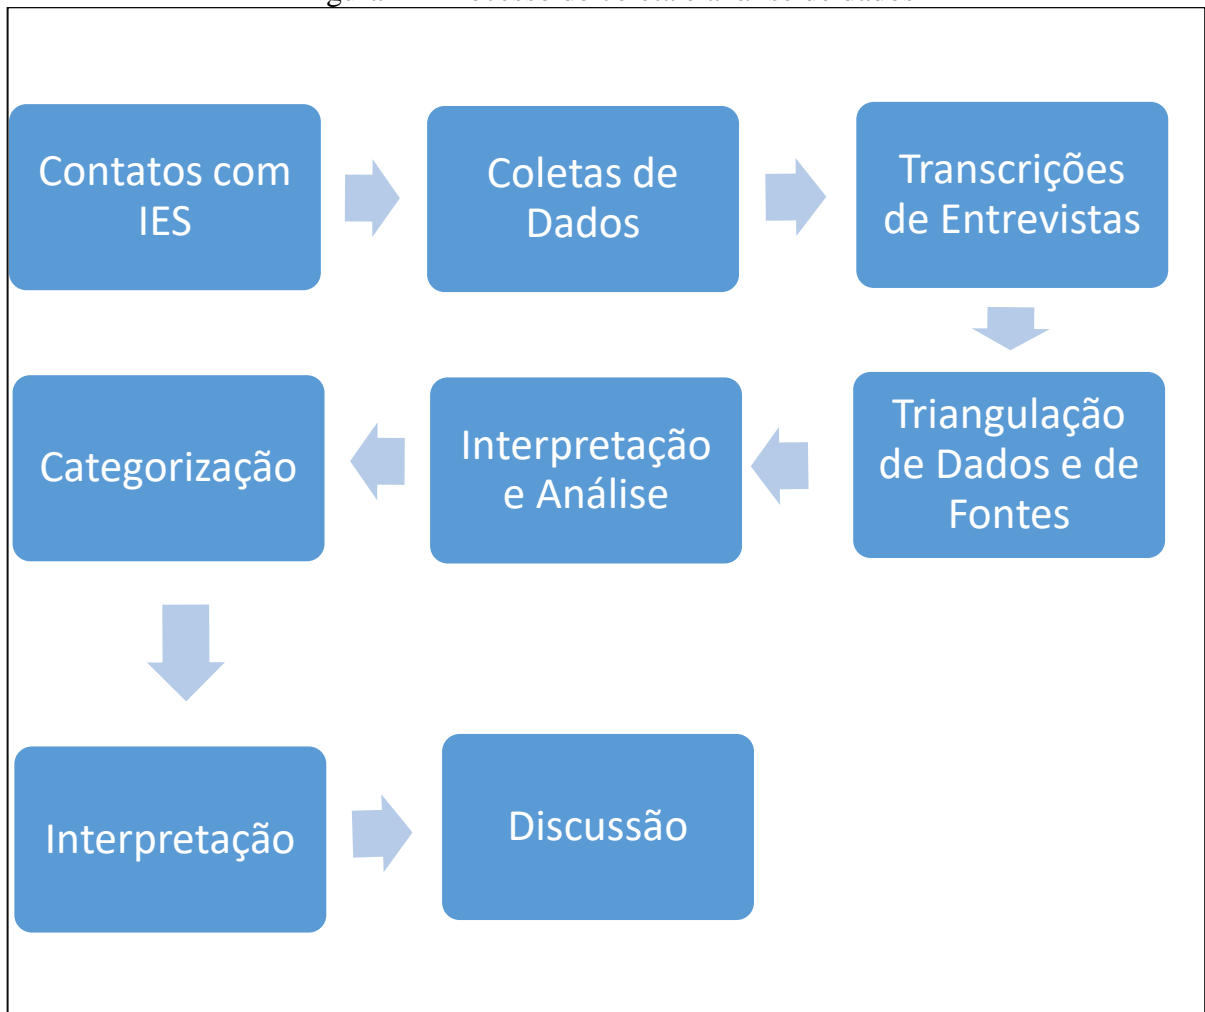 Contatos com
IES
Coletas de
Dados
Transcrições
de Entrevistas
Triangulação
de Dados e de
Fontes
Interpretação
e Análise
Categorização
Interpretação
Discussão